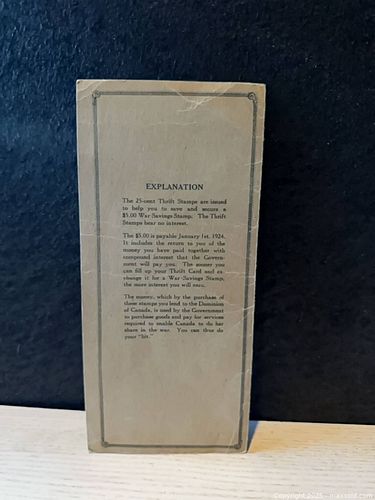 EXPLANATION
The 25-cent Thrift Stamps are issued
to help you to save and secure a
$5.00 War-Savings Stamp. The Thrift
Stamps bear no interest.
The $5.00 is payable January 1st, 1924.
It includes the return to you of the
money you have paid together with
compound interest that the Govern-
ment will pay you. The sooner you
can fill up your Thrift Card and ex-
change it for a War-Savings Stamp,
the more interest you will earn.
The money, which by the purchase of
these stamps you lend to the Dominion
of Canada, is used by the Government
to purchase goods and pay for services
required to enable Canada to do her
share in the war. You can thus do
your "bit."